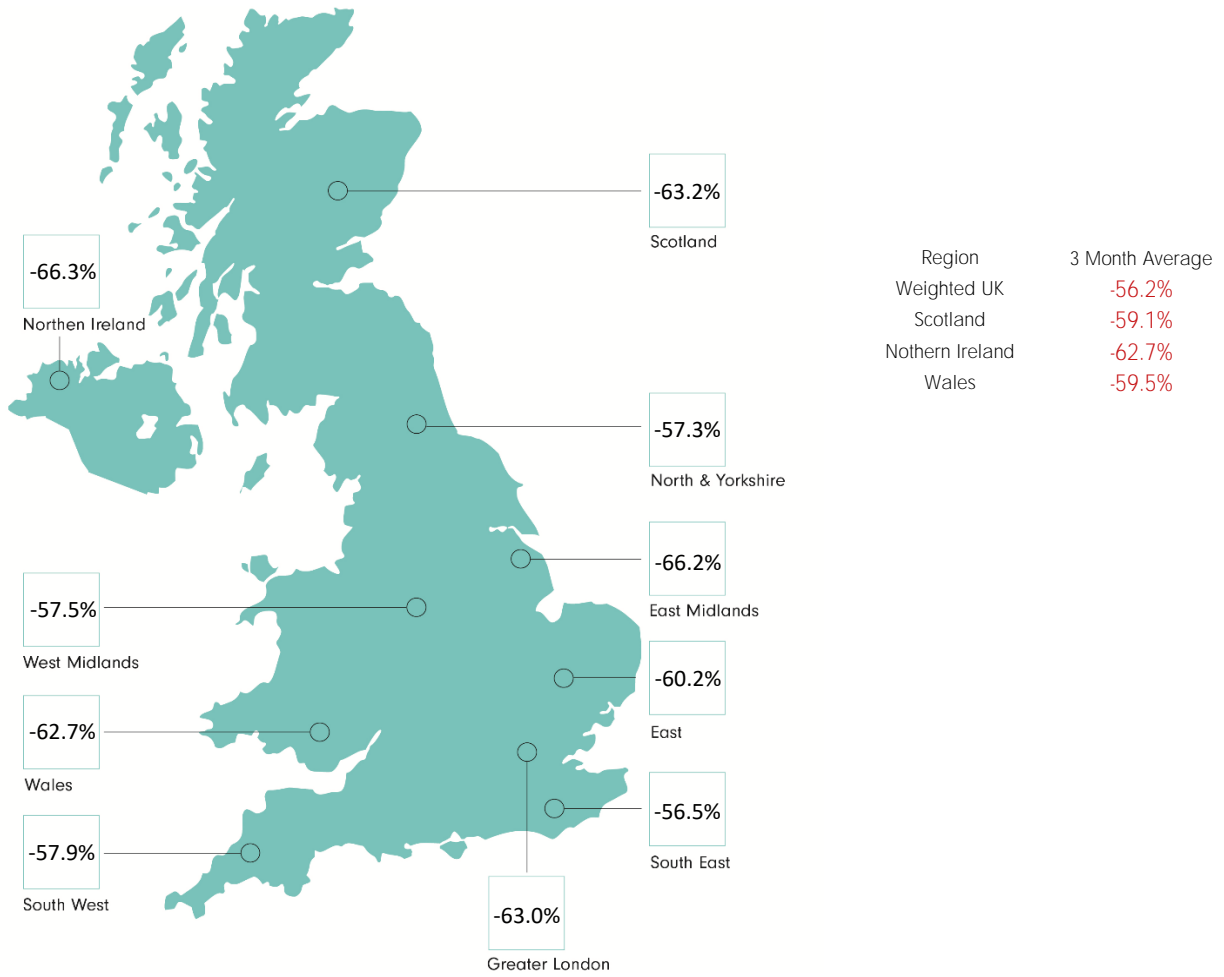 -63.2%
Scotland
-66.3%
Northen Ireland
Region 3 Month Average
Weighted UK -56.2%
Scotland -59.1%
Nothern Ireland -62.7%
Wales -59.5%
-57.3%
North & Yorkshire
-66.2%
East Midlands
-57.5%
West Midlands
-60.2%
East
-62.7%
Wales
-56.5%
South East
-57.9%
South West
-63.0%
Greater London